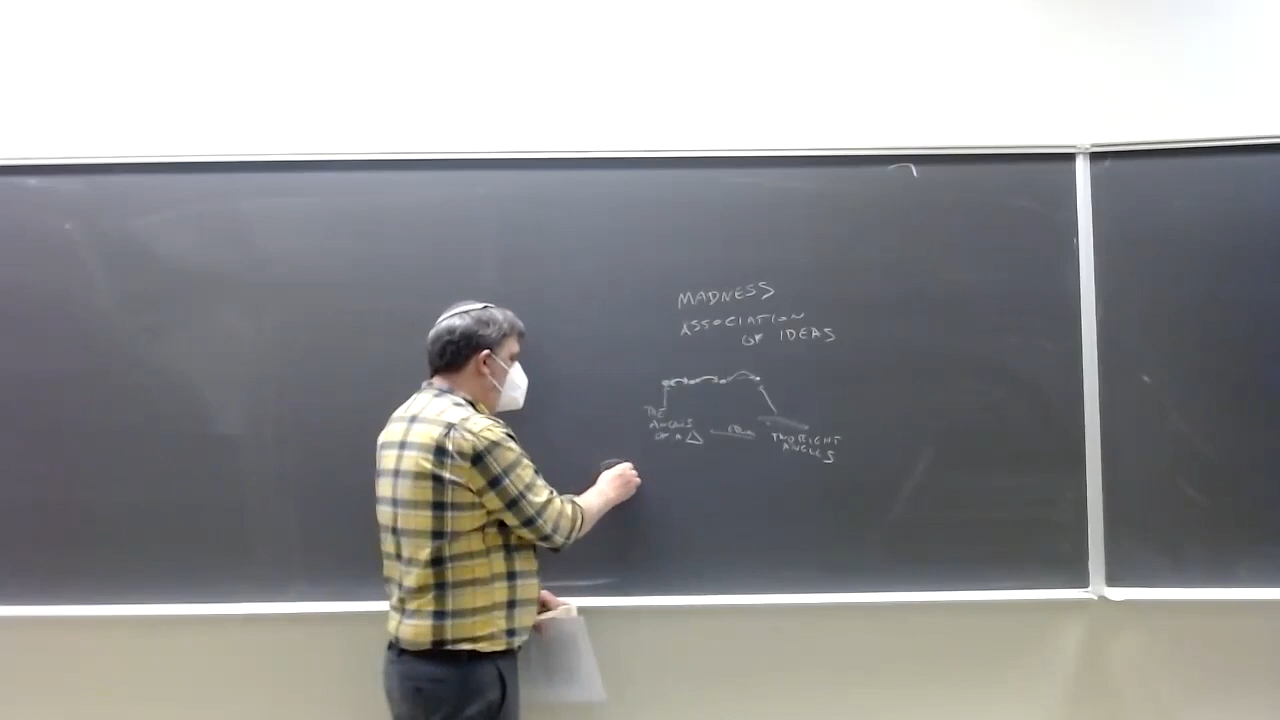 MADNESS
ASSOCIATION
OF IDEAS
THE
ANGLES
OF A △
TWO RIGHT
ANGLES